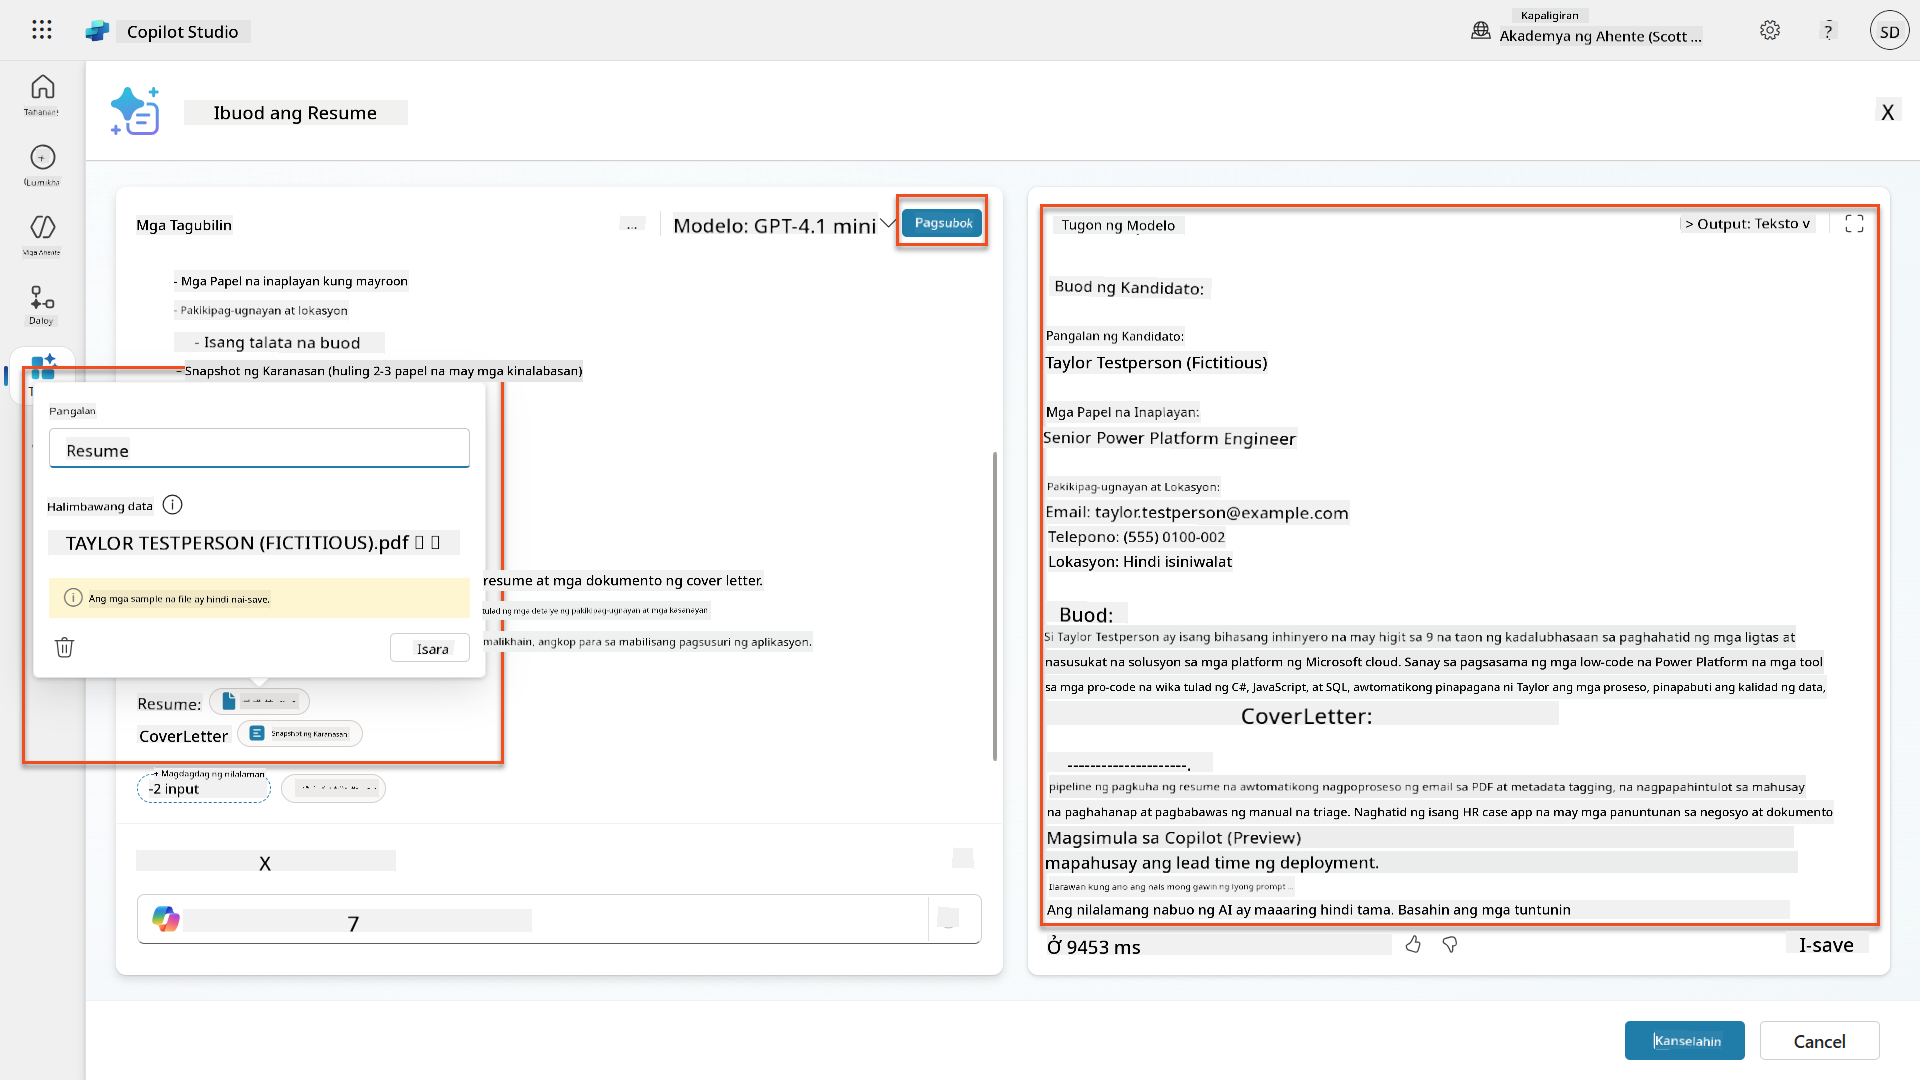 Copilot Studio
Kapaligiran
Akademya ng Ahente (Scott ...
?
SD
Tahanan
Lumikha
Mga Ahente
Daloy
Ibuod ang Resume
X
Mga Tagubilin
...
Modelo: GPT-4.1 mini
Pagsubok
- Mga Papel na inaplayan kung mayroon
- Pakikipag-ugnayan at lokasyon
- Isang talata na buod
- Snapshot ng Karanasan (huling 2-3 papel na may mga kinalabasan)
Pangalan
Resume
Halimbawang data
TAYLOR TESTPERSON (FICTITIOUS).pdf
Ang mga sample na file ay hindi nai-save.
Isara
resume at mga dokumento ng cover letter.
tulad ng mga detalye ng pakikipag-ugnayan at mga kasanayan
malikhain, angkop para sa mabilisang pagsusuri ng aplikasyon.
Resume:
CoverLetter
Snapshot ng Karanasan:
+ Magdagdag ng nilalaman
-2 input
X
7
Tugon ng Modelo
> Output: Teksto v
Buod ng Kandidato:
Pangalan ng Kandidato:
Taylor Testperson (Fictitious)
Mga Papel na Inaplayan:
Senior Power Platform Engineer
Pakikipag-ugnayan at Lokasyon:
Email: taylor.testperson@example.com
Telepono: (555) 0100-002
Lokasyon: Hindi isiniwalat
Buod:
Si Taylor Testperson ay isang bihasang inhinyero na may higit sa 9 na taon ng kadalubhasaan sa paghahatid ng mga ligtas at
nasusukat na solusyon sa mga platform ng Microsoft cloud. Sanay sa pagsasama ng mga low-code na Power Platform na mga tool
sa mga pro-code na wika tulad ng C#, JavaScript, at SQL, awtomatikong pinapagana ni Taylor ang mga proseso, pinapabuti ang kalidad ng data,
CoverLetter:
---------------------.
pipeline ng pagkuha ng resume na awtomatikong nagpoproseso ng email sa PDF at metadata tagging, na nagpapahintulot sa mahusay
na paghahanap at pagbabawas ng manual na triage. Naghatid ng isang HR case app na may mga panuntunan sa negosyo at dokumento
Magsimula sa Copilot (Preview)
mapahusay ang lead time ng deployment.
Ilarawan kung ano ang nais mong gawin ng iyong prompt ...
Ang nilalamang nabuo ng AI ay maaaring hindi tama. Basahin ang mga tuntunin
Ở 9453 ms
I-save
Kanselahin
Cancel